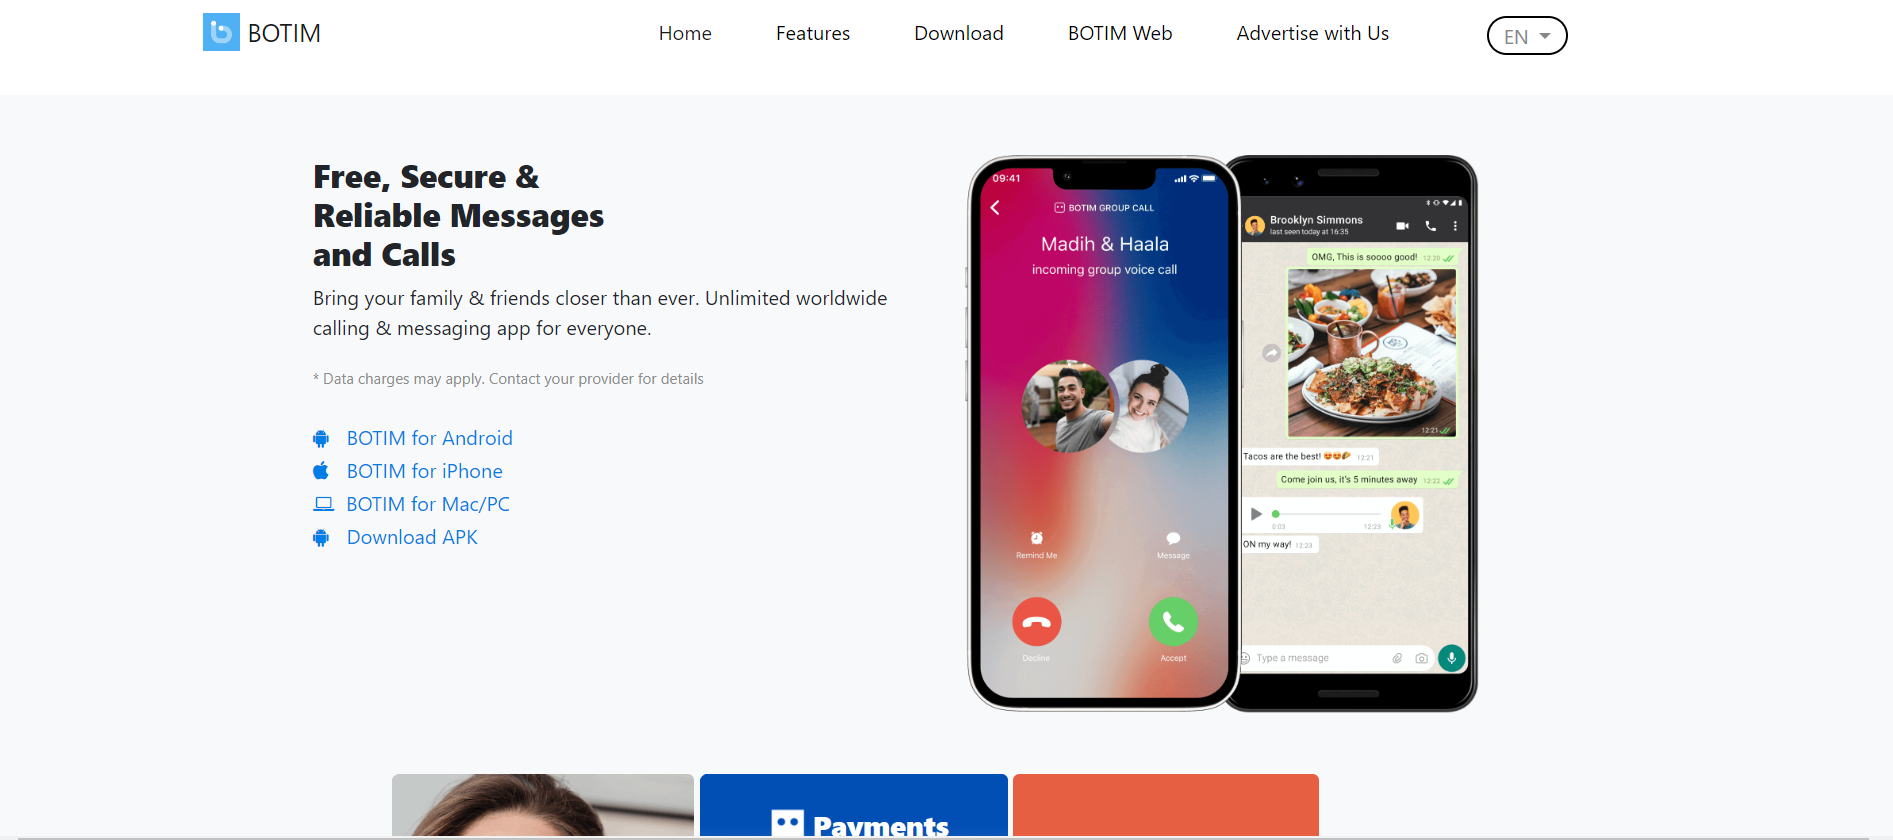 BOTIM
Home
Features
Download
BOTIM Web
Advertise with Us
EN
Free, Secure &
Reliable Messages
and Calls
Bring your family & friends closer than ever. Unlimited worldwide
calling & messaging app for everyone.
* Data charges may apply. Contact your provider for details
BOTIM for Android
BOTIM for iPhone
BOTIM for Mac/PC
Download APK
09:41
BOTIM GROUP CALL
Madih & Haala
incoming group voice call
Remind Me
Message
Decline
Accept
Brooklyn Simmons
last seen today at 16:35
OMG, This is soooo good! 12:20
12:21
Tacos are the best! 😍😍🌮 12:21
Come join us, it's 5 minutes away 12:22
0:03
12:23
ON my way! 12:23
Type a message
Payments